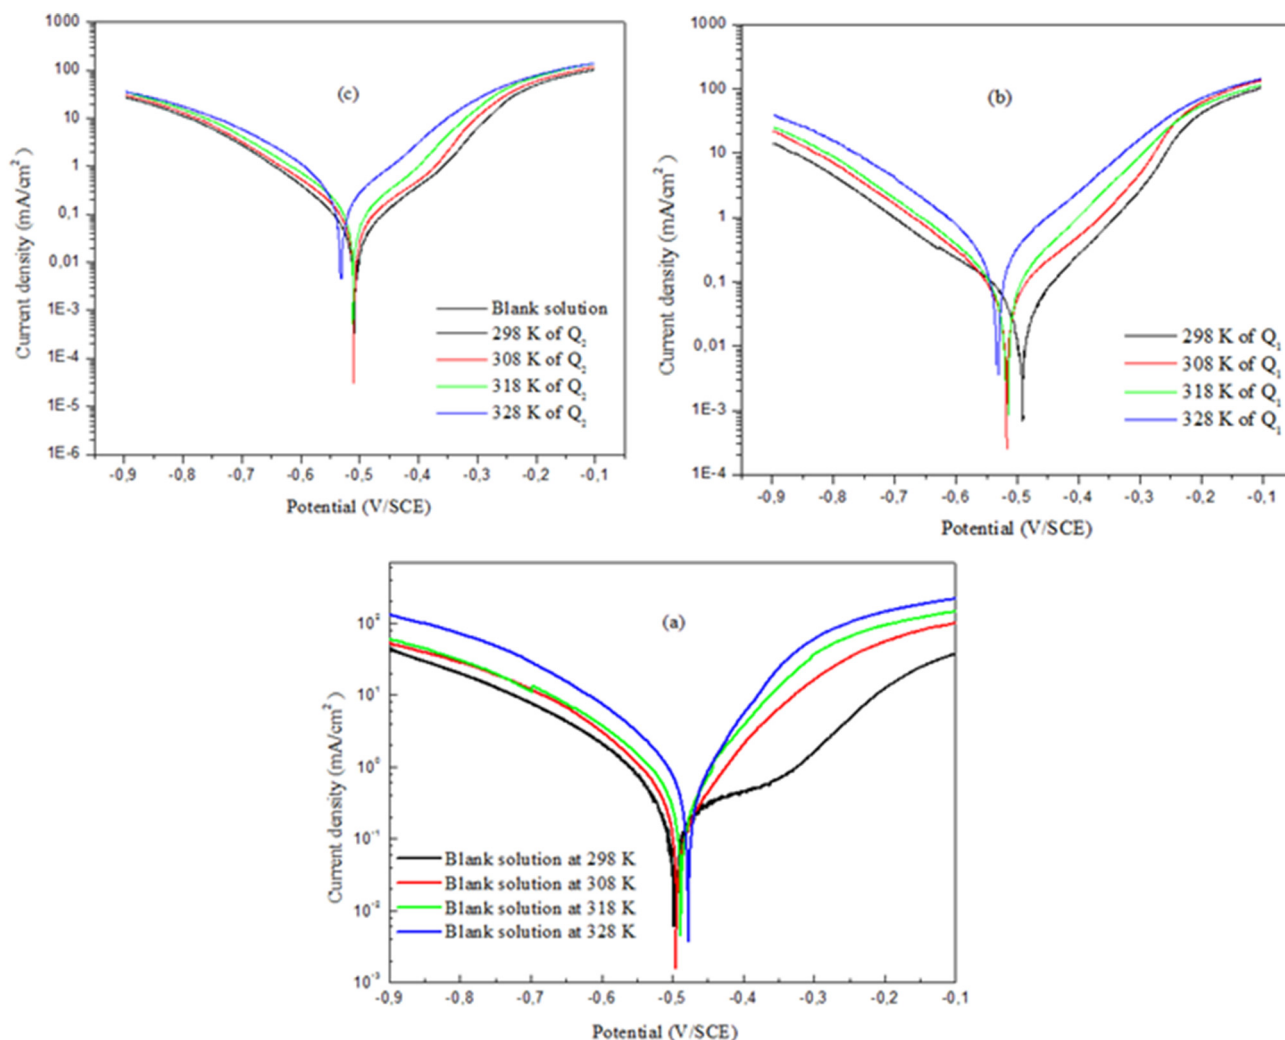 (c)
1000
100
10
1
0,1
0,01
1E-3
1E-4
1E-5
1E-6
Current density (mA/cm²)
Blank solution
298 K of Q₂
308 K of Q₂
318 K of Q₂
328 K of Q₂
-0,9 -0,8 -0,7 -0,6 -0,5 -0,4 -0,3 -0,2 -0,1
Potential (V/SCE)
(b)
1000
100
10
1
0,1
0,01
1E-3
1E-4
Current density (mA/cm²)
298 K of Q₁
308 K of Q₁
318 K of Q₁
328 K of Q₁
-0,9 -0,8 -0,7 -0,6 -0,5 -0,4 -0,3 -0,2 -0,1
Potential (V/SCE)
(a)
10²
10¹
10⁰
10⁻¹
10⁻²
10⁻³
Current density (mA/cm²)
Blank solution at 298 K
Blank solution at 308 K
Blank solution at 318 K
Blank solution at 328 K
-0,9 -0,8 -0,7 -0,6 -0,5 -0,4 -0,3 -0,2 -0,1
Potential (V/SCE)